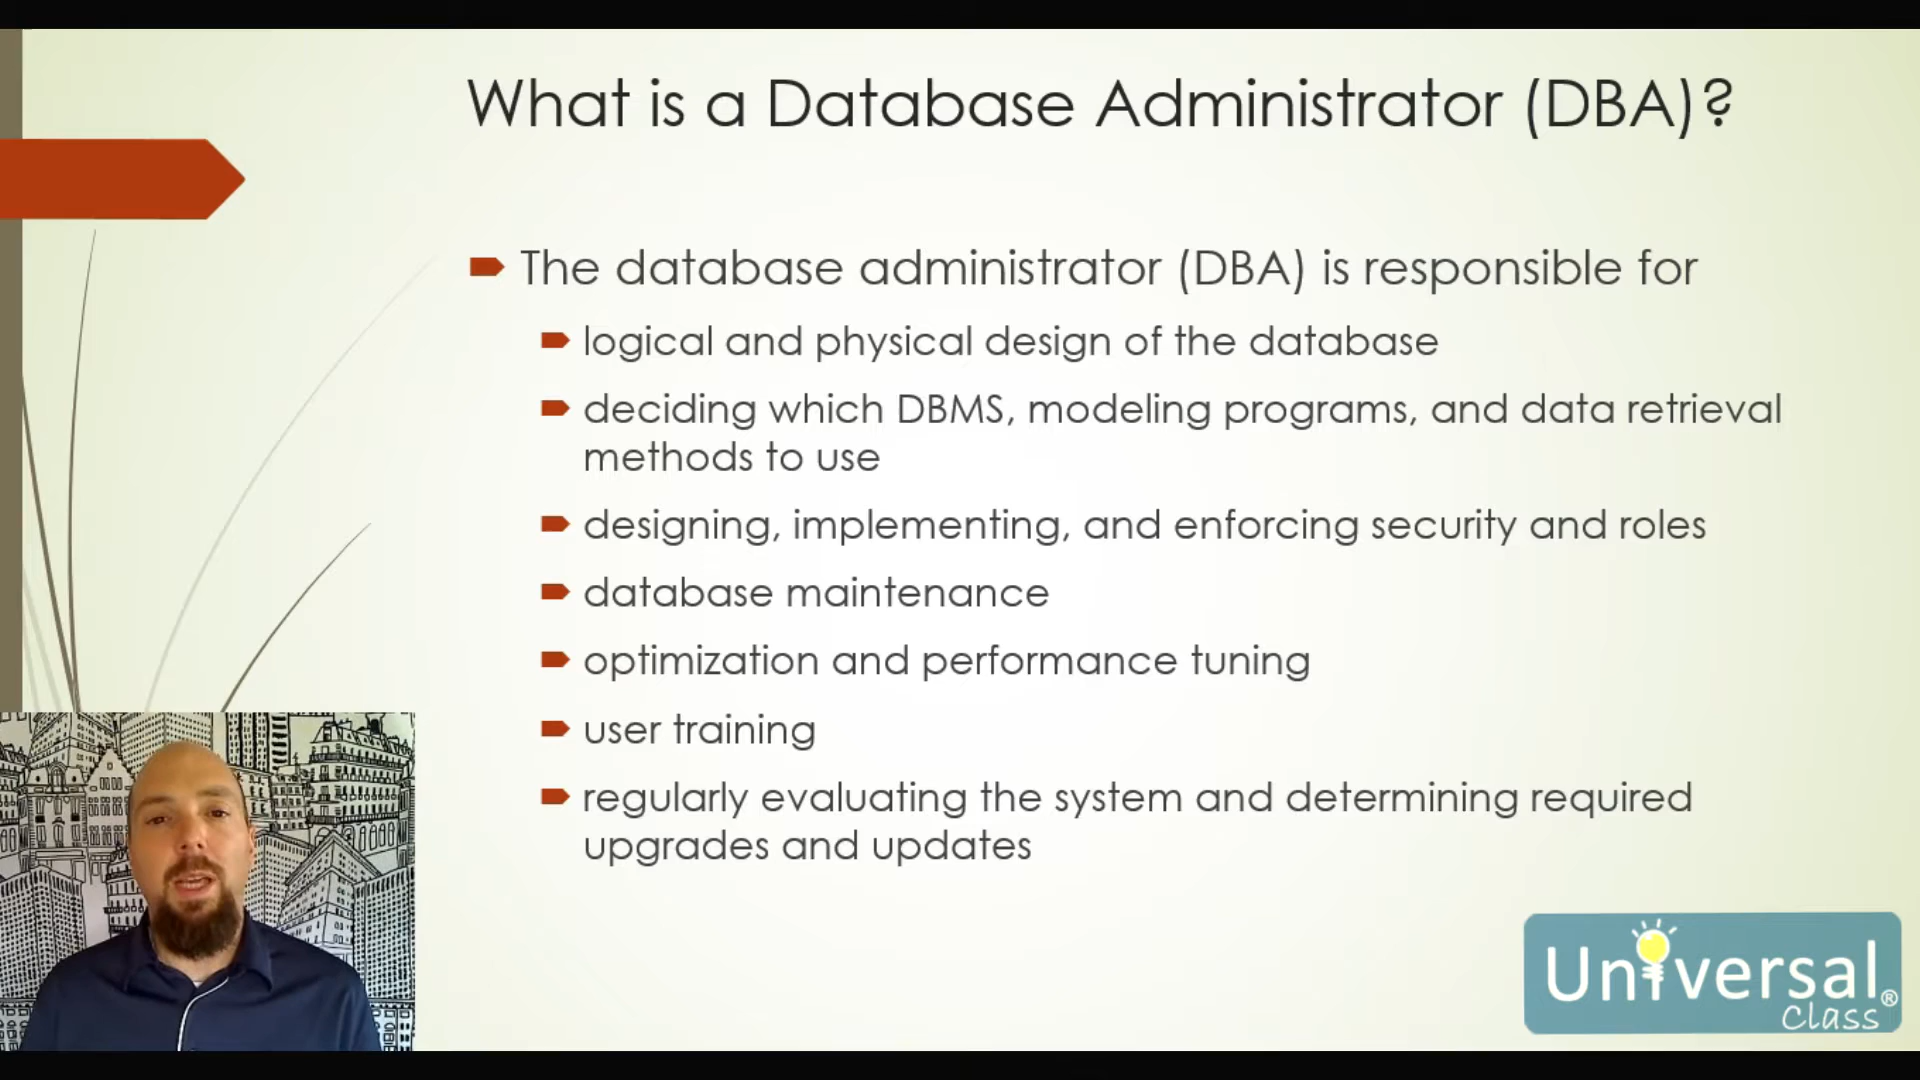 What is a Database Administrator (DBA)?
The database administrator (DBA) is responsible for
logical and physical design of the database
deciding which DBMS, modeling programs, and data retrieval
methods to use
designing, implementing, and enforcing security and roles
database maintenance
optimization and performance tuning
user training
regularly evaluating the system and determining required
upgrades and updates
Universal®
Class